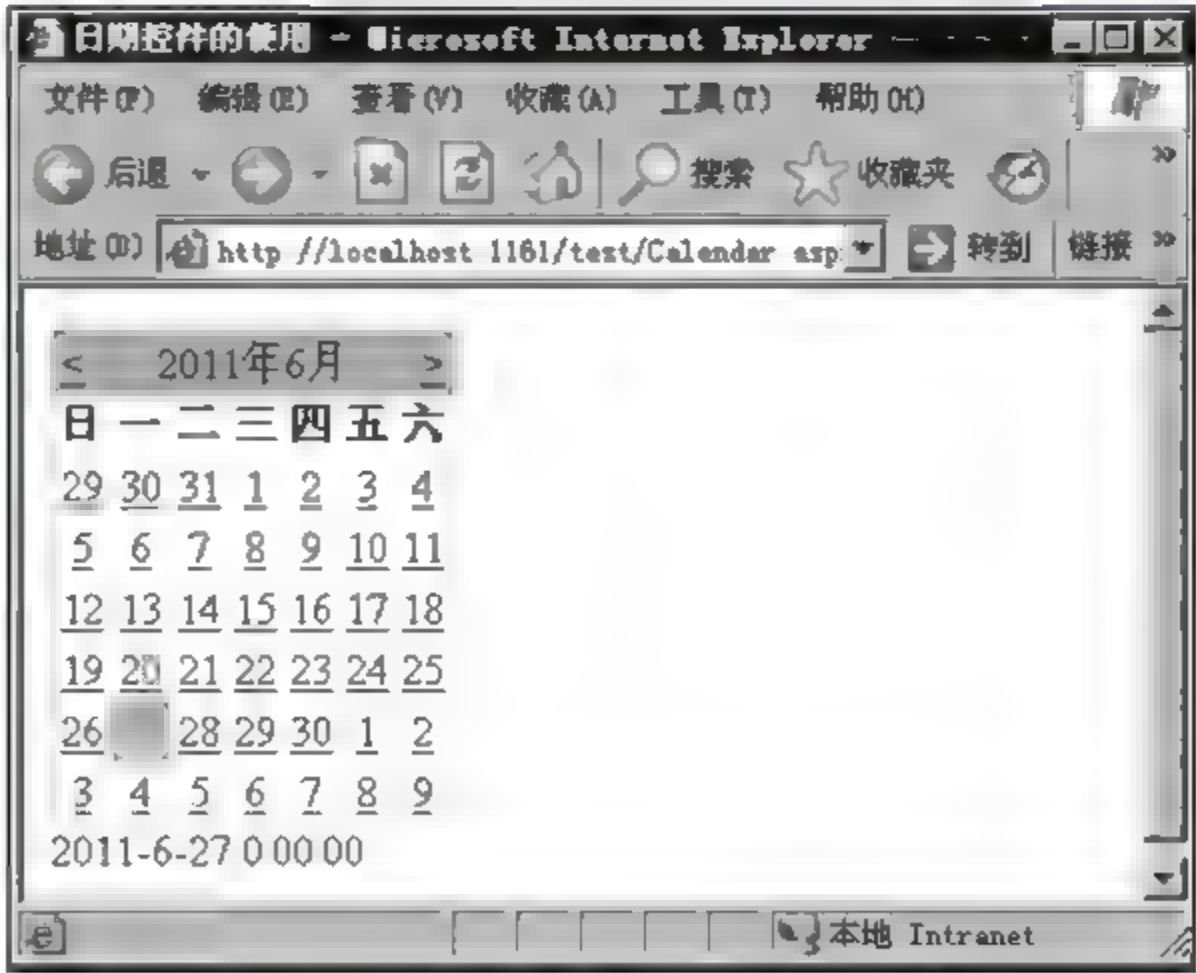 日期控件的使用 - Microsoft Internet Explorer
文件(F) 编辑(E) 查看(V) 收藏(A) 工具(T) 帮助(H)
后退 搜索 收藏夹 »
地址(D) http //localhost 1161/test/Calendar asp 转到 链接 »
< 2011年6月 >
日 一 二 三 四 五 六
29 30 31 1 2 3 4
5 6 7 8 9 10 11
12 13 14 15 16 17 18
19 20 21 22 23 24 25
26 28 29 30 1 2
3 4 5 6 7 8 9
2011-6-27 0 00 00
本地 Intranet